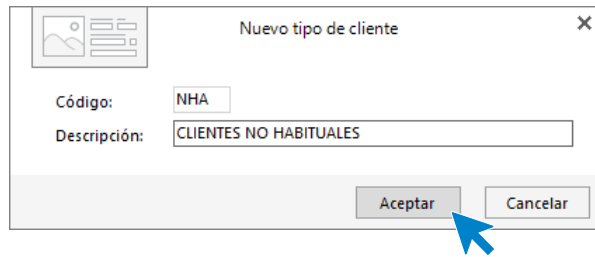 Nuevo tipo de cliente
Código: NHA
Descripción: CLIENTES NO HABITUALES
Aceptar Cancelar